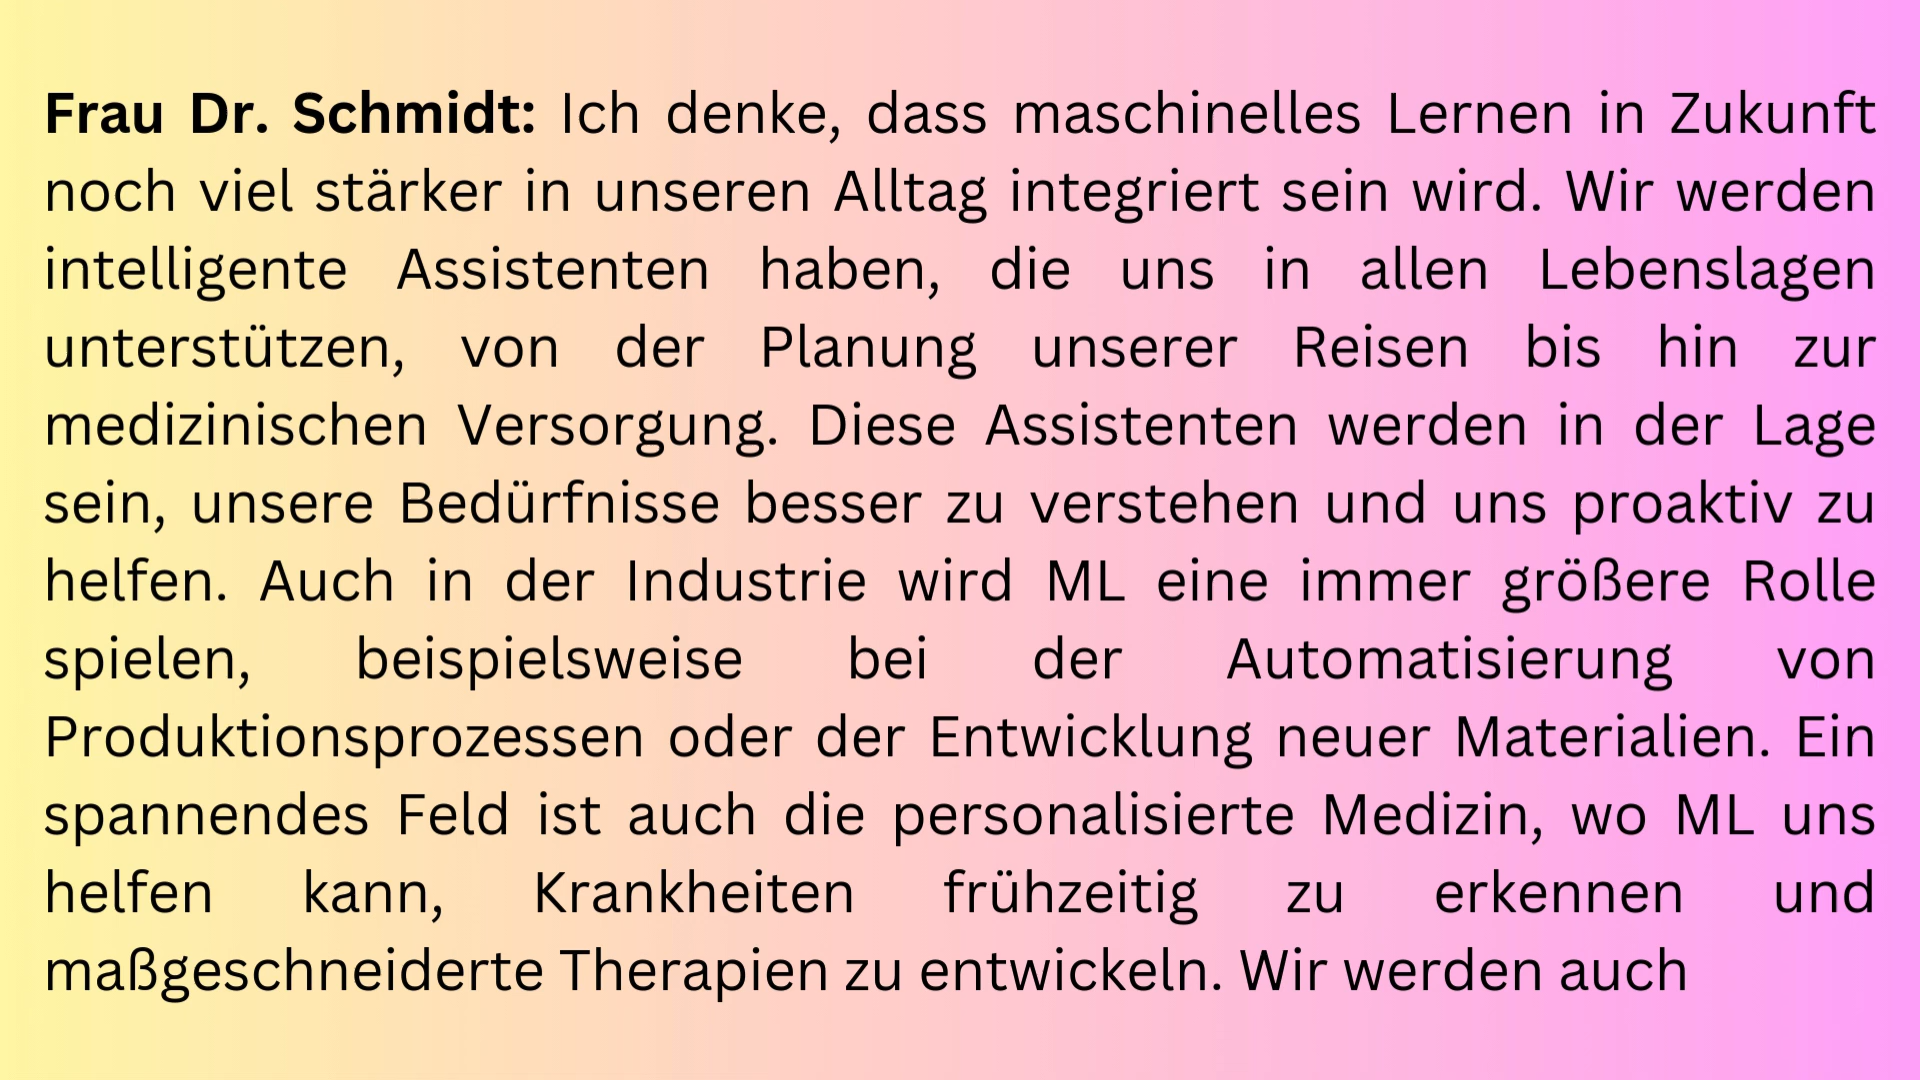 Frau Dr. Schmidt: Ich denke, dass maschinelles Lernen in Zukunft
noch viel stärker in unseren Alltag integriert sein wird. Wir werden
intelligente Assistenten haben, die uns in allen Lebenslagen
unterstützen, von der Planung unserer Reisen bis hin zur
medizinischen Versorgung. Diese Assistenten werden in der Lage
sein, unsere Bedürfnisse besser zu verstehen und uns proaktiv zu
helfen. Auch in der Industrie wird ML eine immer größere Rolle
spielen, beispielsweise bei der Automatisierung von
Produktionsprozessen oder der Entwicklung neuer Materialien. Ein
spannendes Feld ist auch die personalisierte Medizin, wo ML uns
helfen kann, Krankheiten frühzeitig zu erkennen und
maßgeschneiderte Therapien zu entwickeln. Wir werden auch